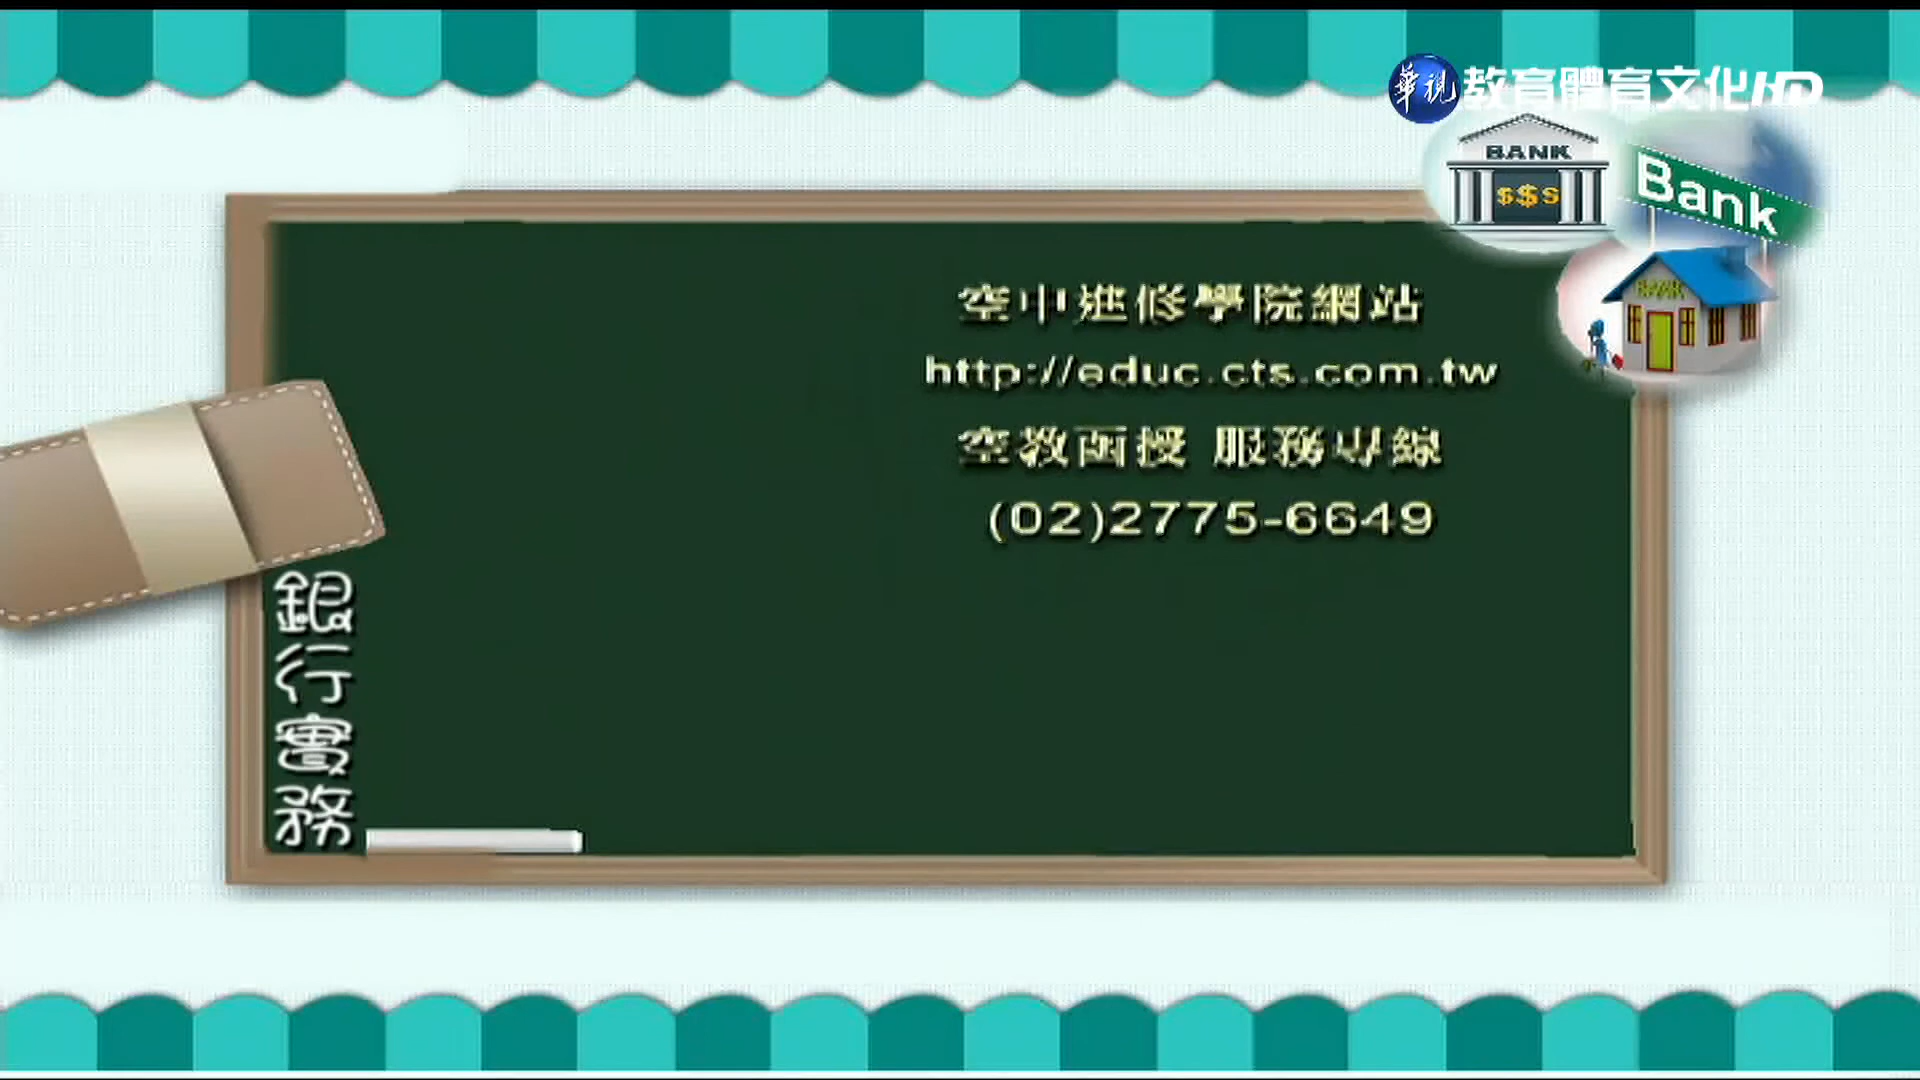 華視 教育體育文化HD
BANK
$$$
Bank
BANK
空中進修學院網站
http://educ.cts.com.tw
空教函授 服務專線
(02)2775-6649
銀行實務